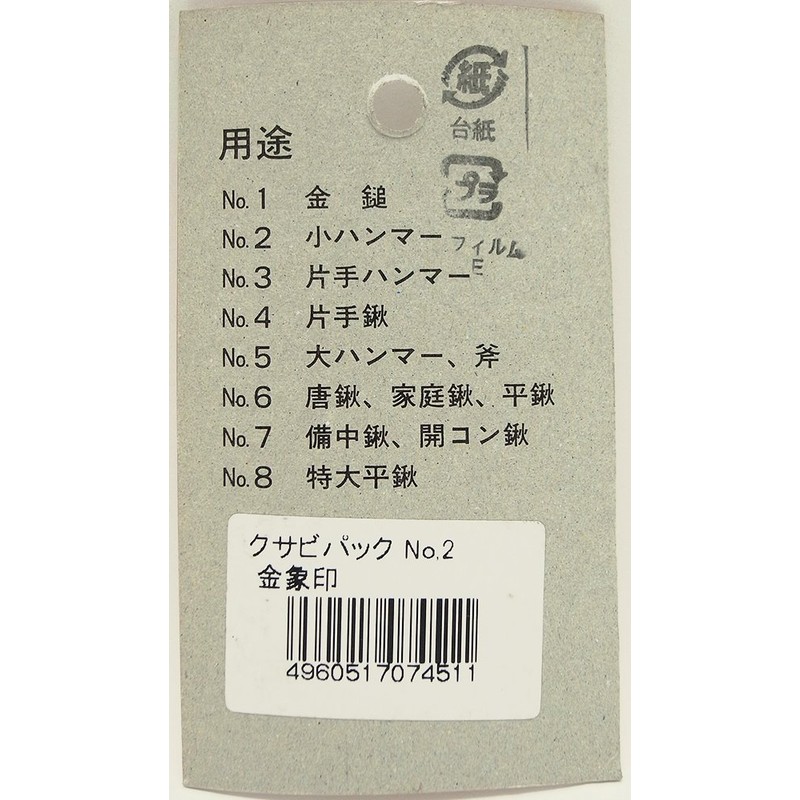 紙
台紙
プラ
フィルム
E
用途
No.1 金 鎚
No.2 小ハンマー
No.3 片手ハンマー
No.4 片手鍬
No.5 大ハンマー、斧
No.6 唐鍬、家庭鍬、平鍬
No.7 備中鍬、開コン鍬
No.8 特大平鍬
クサビパック No.2
金象印
4960517074511